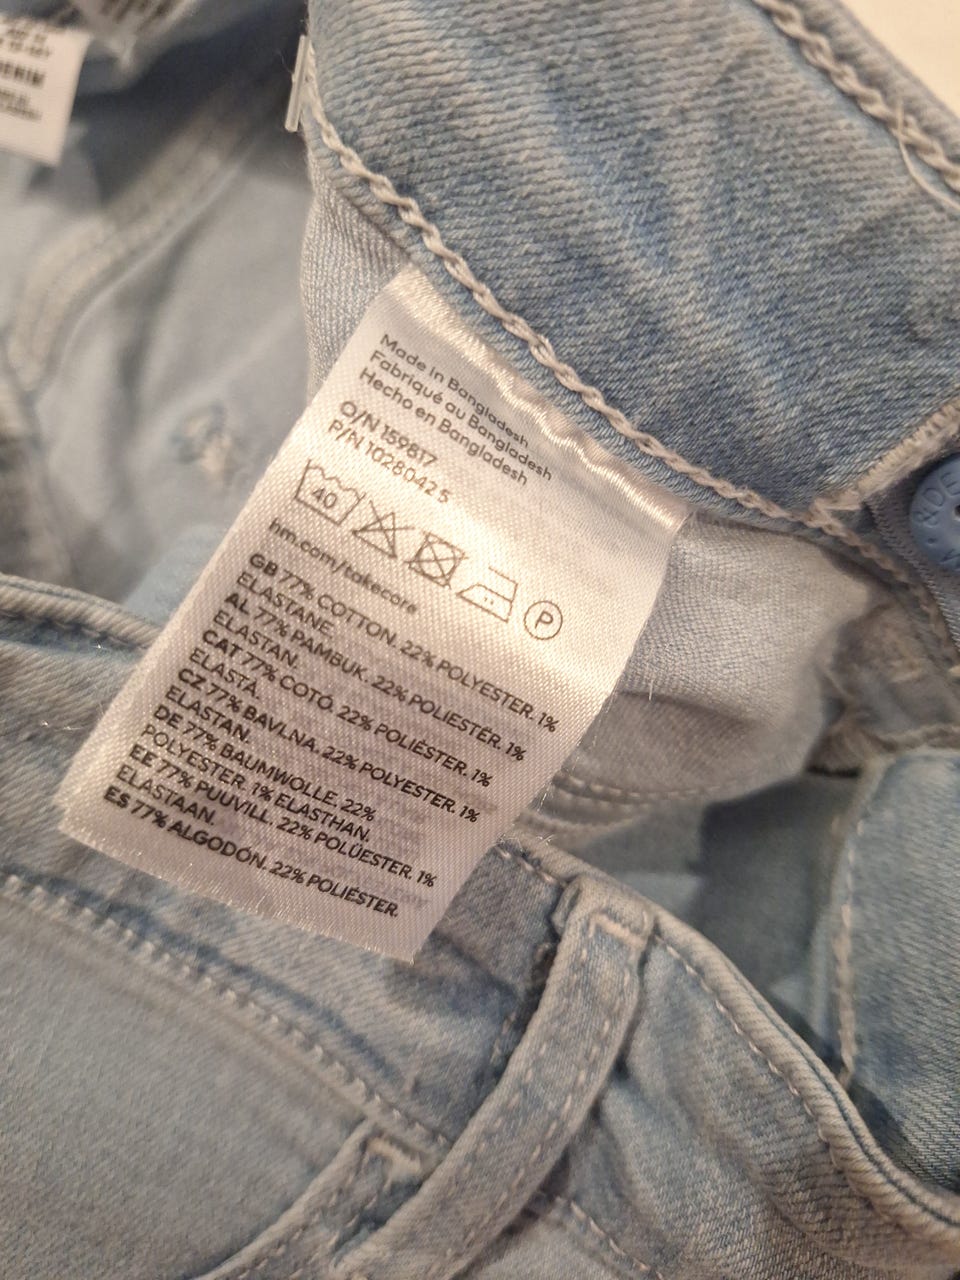 Made in Bangladesh
Fabriqué au Bangladesh
Hecho en Bangladesh
O/N 159817
P/N 10280425
40
P
hm.com/takecare
GB 77% COTTON. 22% POLYESTER. 1%
ELASTANE
AL 77% PAMBUK. 22% POLIESTËR. 1%
ELASTAN.
CAT 77% COTÓ. 22% POLIÈSTER. 1%
ELASTÀ.
CZ 77% BAVLNA. 22% POLYESTER. 1%
ELASTAN.
DE 77% BAUMWOLLE. 22%
POLYESTER. 1% ELASTHAN.
EE 77% PUUVILL. 22% POLÜESTER. 1%
ELASTAAN.
ES 77% ALGODÓN. 22% POLIÉSTER.
&DE